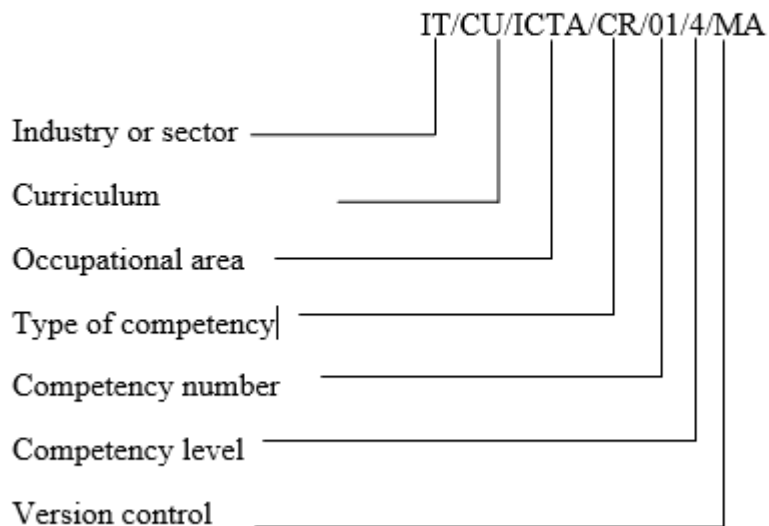 IT/CU/ICTA/CR/01/4/MA
Industry or sector
Curriculum
Occupational area
Type of competency
Competency number
Competency level
Version control